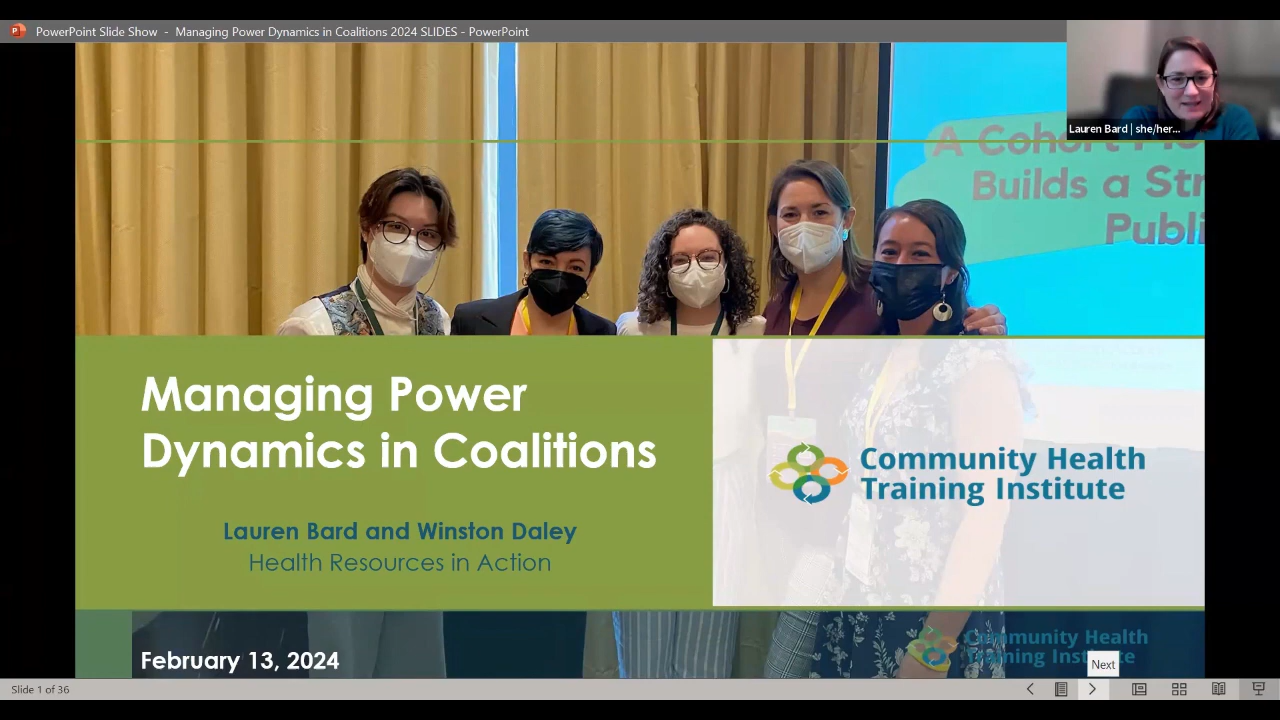 PowerPoint Slide Show - Managing Power Dynamics in Coalitions 2024 SLIDES - PowerPoint
Lauren Bard | she/her...
A Cohort
Builds a Str
Publi
Managing Power
Dynamics in Coalitions
Community Health
Training Institute
Lauren Bard and Winston Daley
Health Resources in Action
February 13, 2024
Community Health
Training Institute
Next
Slide 1 of 36